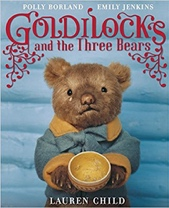 POLLY BORLAND EMILY JENKINS
GOLDILOCKS
and the Three Bears
LAUREN CHILD